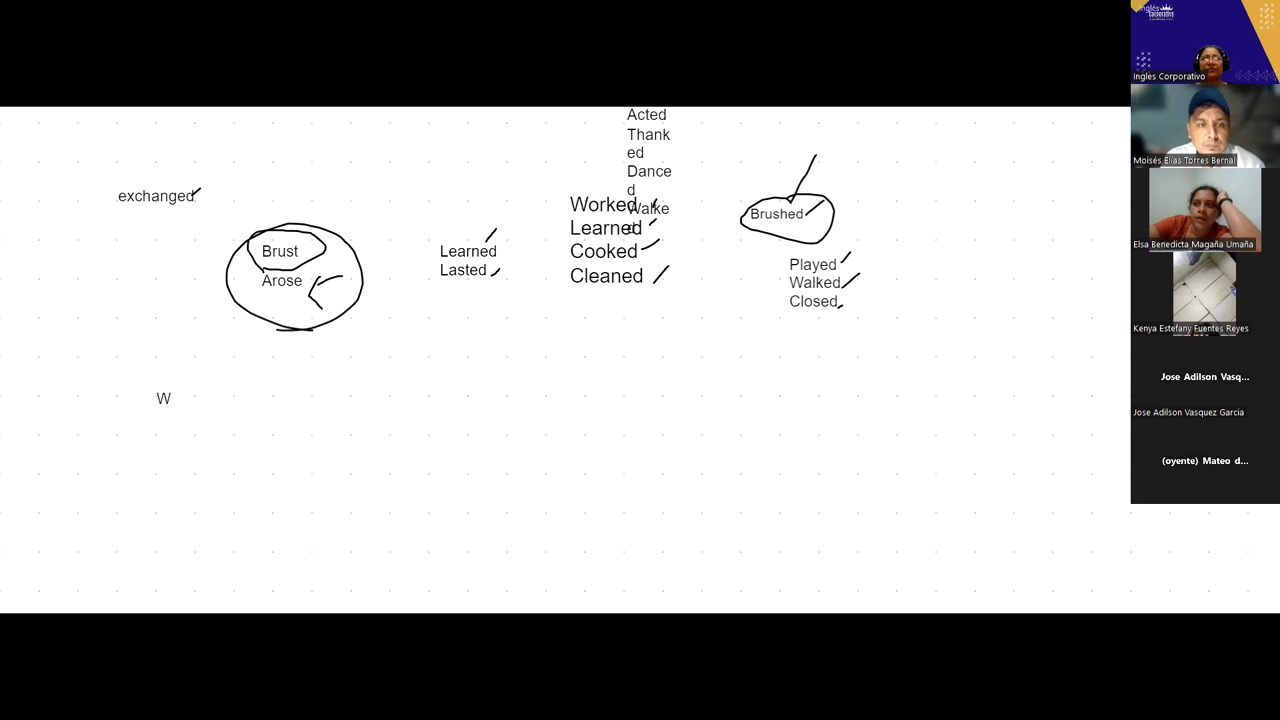 exchanged
Brust
Arose
Learned
Lasted
Acted
Thank
ed
Dance
d
Walke
d
Worked
Learned
Cooked
Cleaned
Brushed
Played
Walked
Closed
W
Inglés
Corporativo
Ingles Corporativo
Moisés Elías Torres Bernal
Elsa Benedicta Magaña Umaña
Kenya Estefany Fuentes Reyes
Jose Adilson Vasq...
Jose Adilson Vasquez Garcia
(oyente) Mateo d...